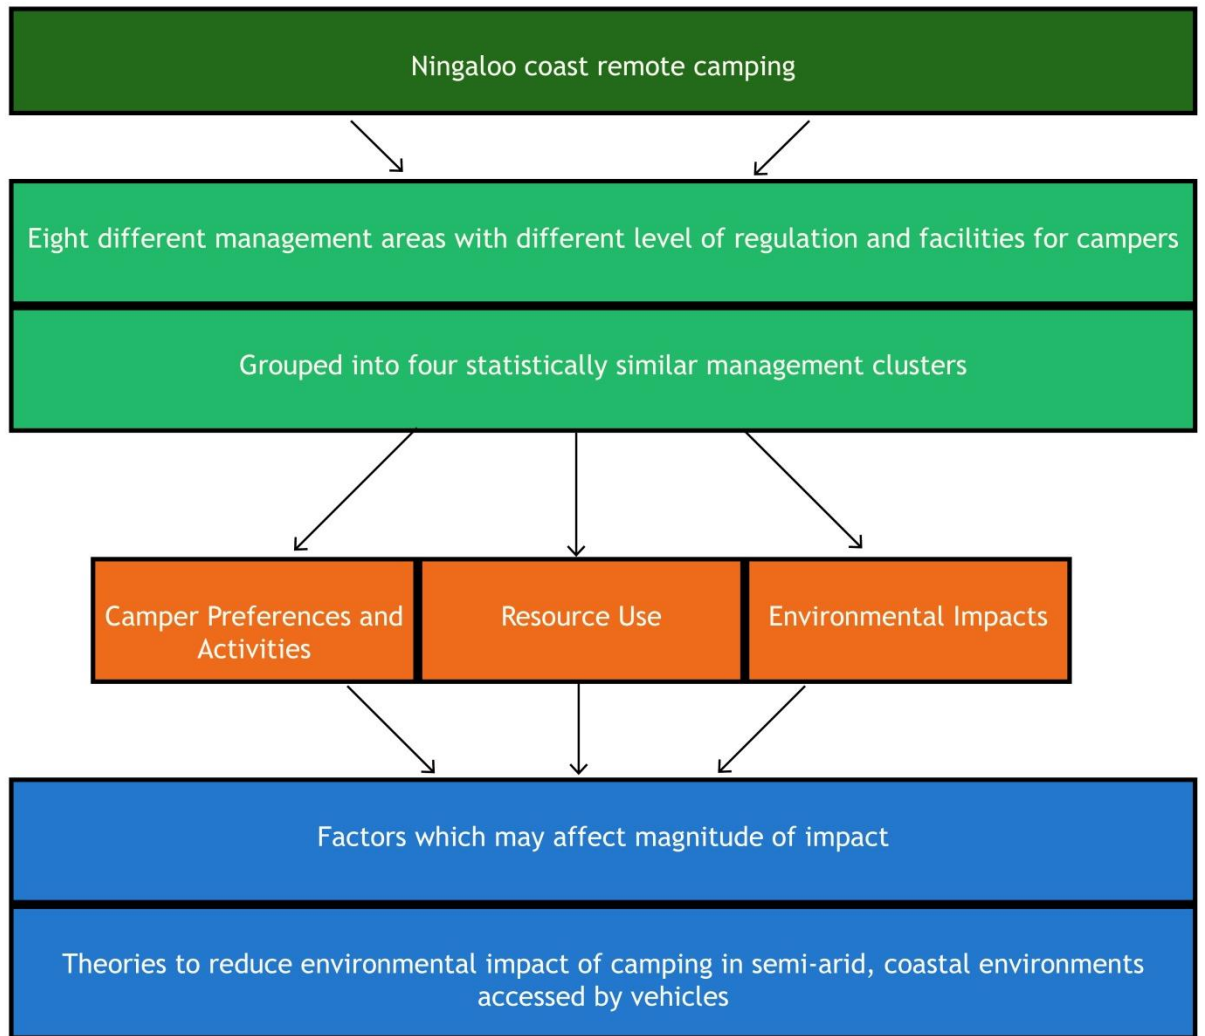 Ningaloo coast remote camping
Eight different management areas with different level of regulation and facilities for campers
Grouped into four statistically similar management clusters
Camper Preferences and
Activities
Resource Use
Environmental Impacts
Factors which may affect magnitude of impact
Theories to reduce environmental impact of camping in semi-arid, coastal environments
accessed by vehicles